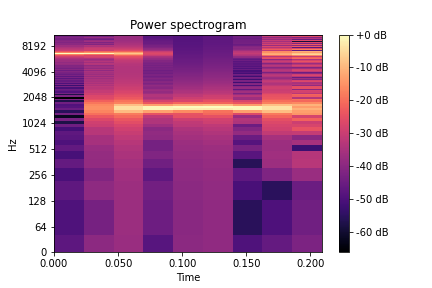 Power spectrogram
8192
4096
2048
1024
512
256
128
64
0
Hz
0.000 0.050 0.100 0.150 0.200
Time
+0 dB
-10 dB
-20 dB
-30 dB
-40 dB
-50 dB
-60 dB